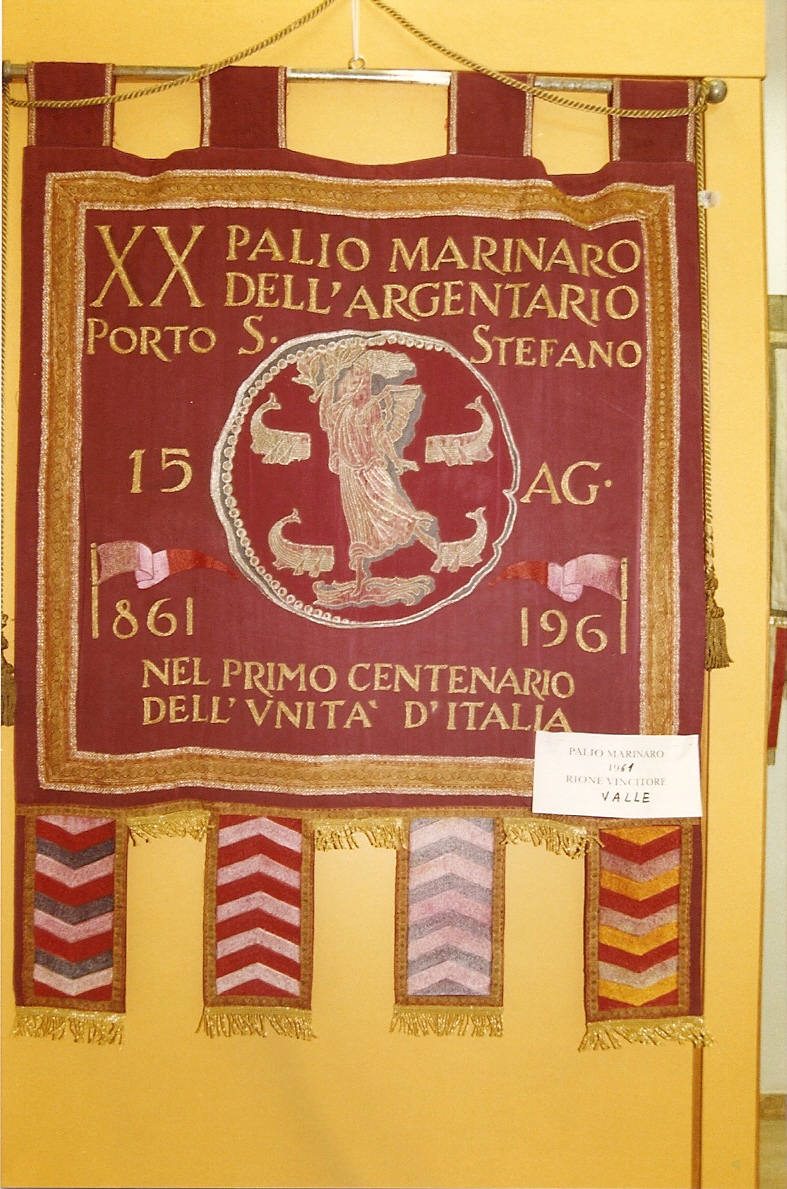 XX PALIO MARINARO
DELL'ARGENTARIO
PORTO S. STEFANO
15 AG.
1861 1961
NEL PRIMO CENTENARIO
DELL' VNITA` D'ITALIA
PALIO MARINARO
1961
RIONE VINCITORE
VALLE